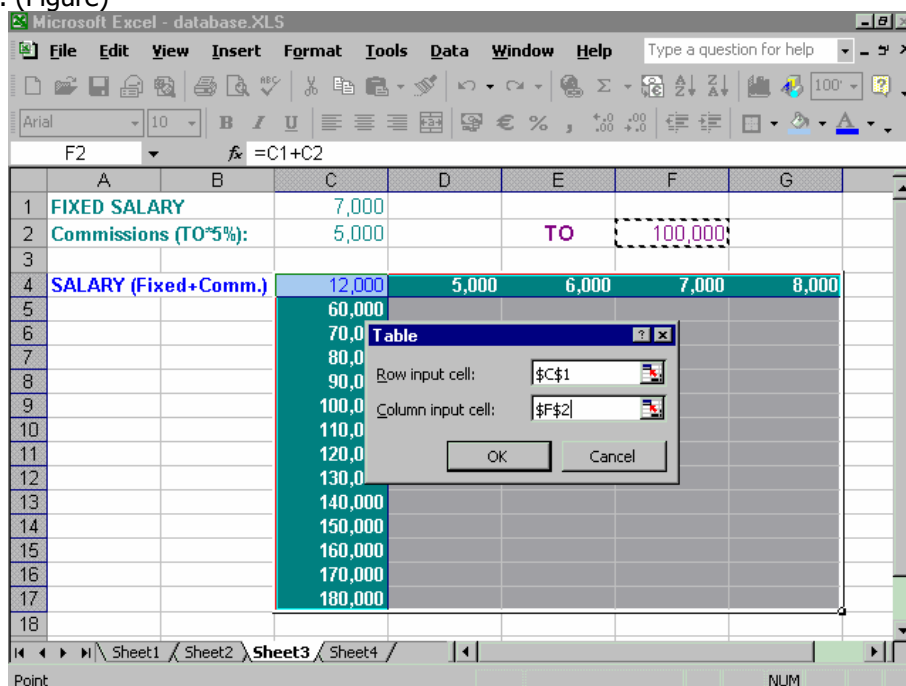 . (Figure)
Microsoft Excel - database.XLS
File Edit View Insert Format Tools Data Window Help Type a question for help
Arial 10 B I U € % ,
F2 fx =C1+C2
A B C D E F G
1 FIXED SALARY 7,000
2 Commissions (TO*5%): 5,000 TO 100,000
3
4 SALARY (Fixed+Comm.) 12,000 5,000 6,000 7,000 8,000
5 60,000
6 70,0
7 80,0
8 90,0
9 100,0
10 110,0
11 120,0
12 130,0
13 140,000
14 150,000
15 160,000
16 170,000
17 180,000
18
Table
Row input cell: $C$1
Column input cell: $F$2
OK Cancel
Sheet1 Sheet2 Sheet3 Sheet4
Point NUM